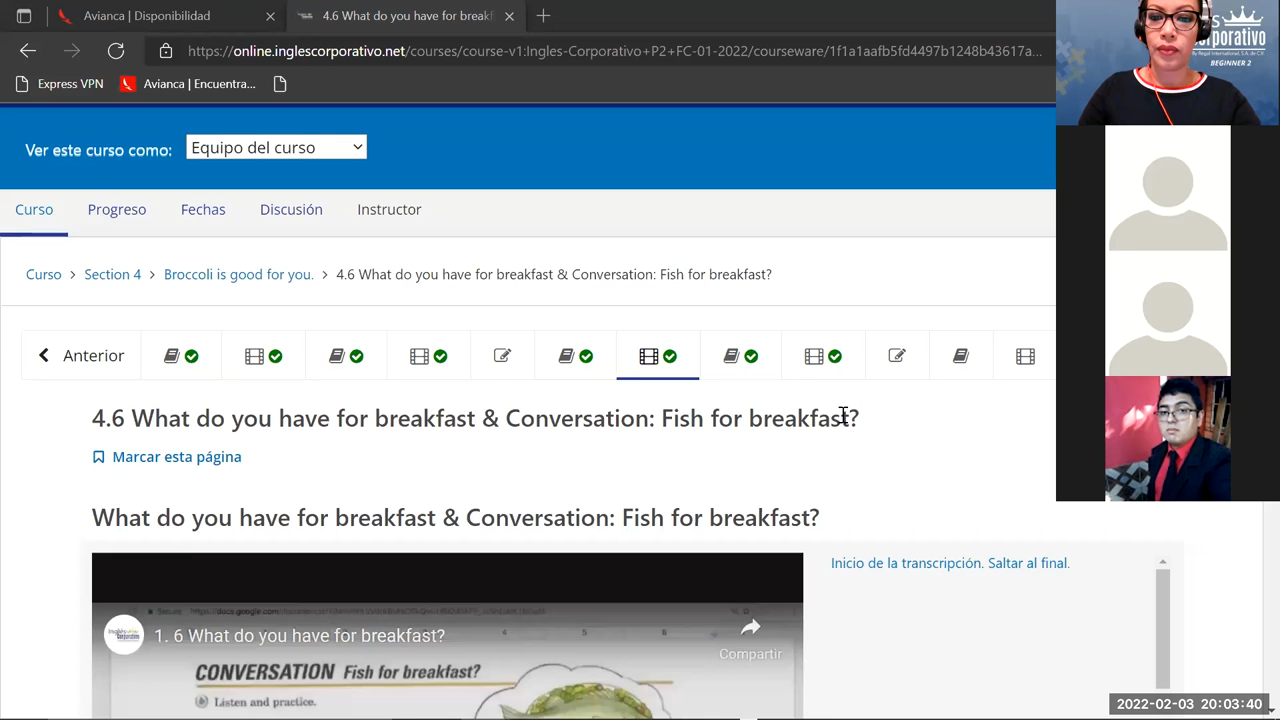 Avianca | Disponibilidad
4.6 What do you have for breakf
https://online.inglescorporativo.net/courses/course-v1:Ingles-Corporativo+P2+FC-01-2022/courseware/1f1a1aafb5fd4497b1248b43617a...
Express VPN
Avianca | Encuentra...
Corporativo
By Regal International, S.A. de C.V.
BEGINNER 2
Ver este curso como:
Equipo del curso
Curso
Progreso
Fechas
Discusión
Instructor
Curso > Section 4 > Broccoli is good for you. > 4.6 What do you have for breakfast & Conversation: Fish for breakfast?
Anterior
4.6 What do you have for breakfast & Conversation: Fish for breakfast?
Marcar esta página
What do you have for breakfast & Conversation: Fish for breakfast?
Inicio de la transcripción. Saltar al final.
1. 6 What do you have for breakfast?
Compartir
CONVERSATION Fish for breakfast?
Listen and practice.
2022-02-03 20:03:40